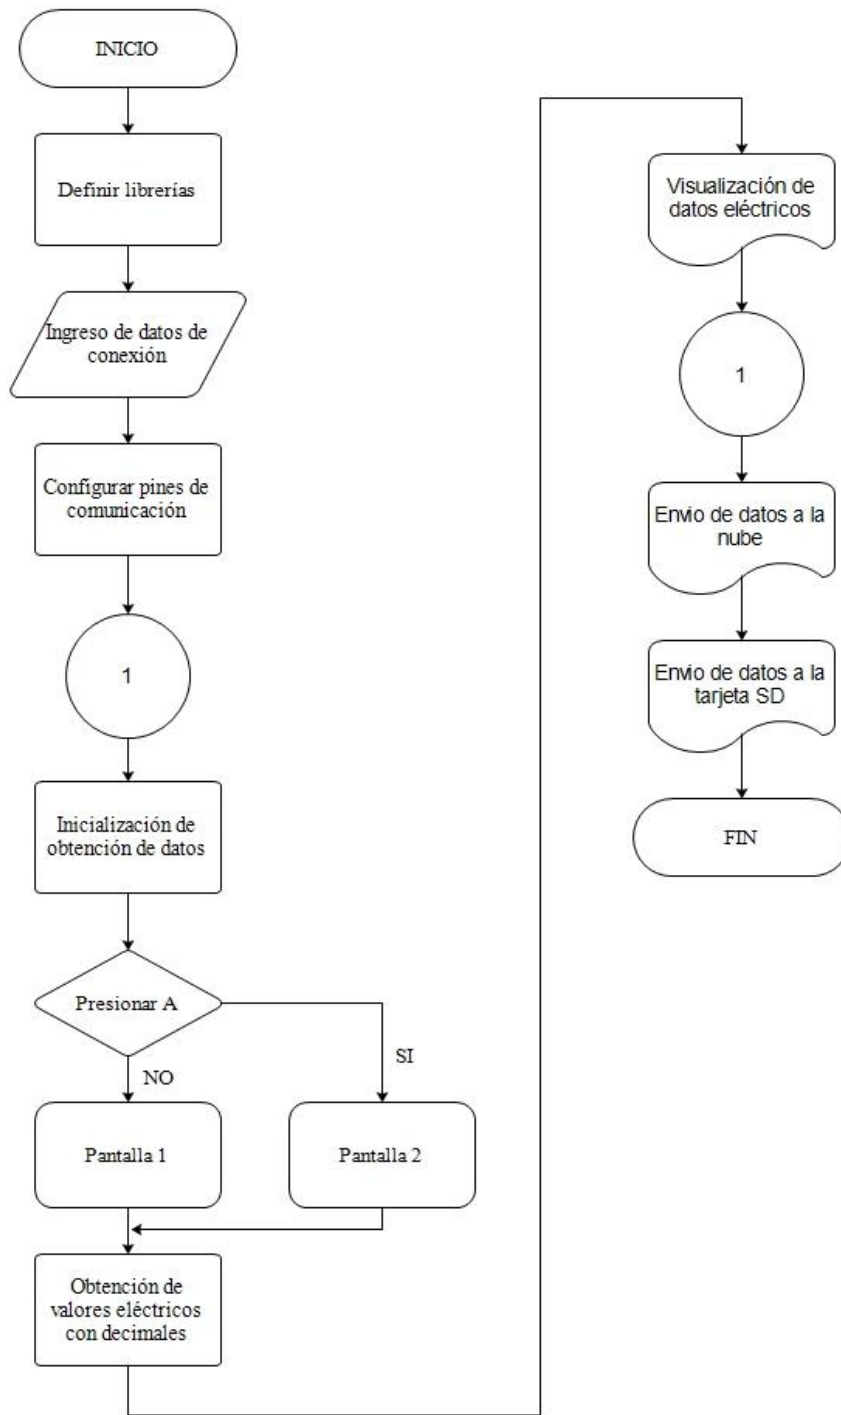 INICIO
Definir librerías
Ingreso de datos de
conexión
Configurar pines de
comunicación
1
Inicialización de
obtención de datos
Presionar A
NO
SI
Pantalla 1
Pantalla 2
Obtención de
valores eléctricos
con decimales
Visualización de
datos eléctricos
1
Envio de datos a la
nube
Envio de datos a la
tarjeta SD
FIN